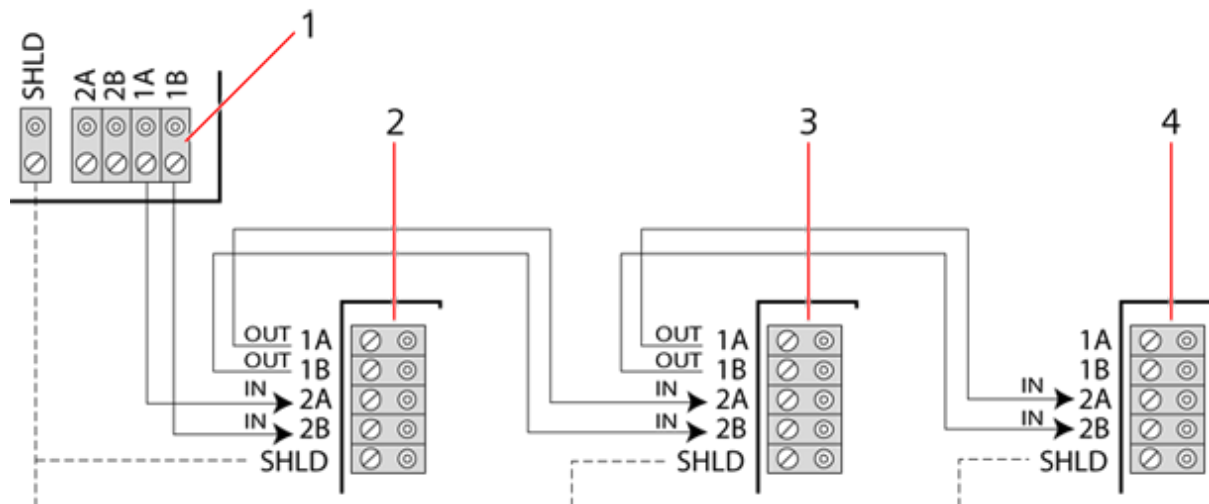 1
SHLD
2A
2B
1A
1B
2
3
4
OUT 1A
OUT 1B
IN 2A
IN 2B
SHLD
OUT 1A
OUT 1B
IN 2A
IN 2B
SHLD
1A
1B
IN 2A
IN 2B
SHLD